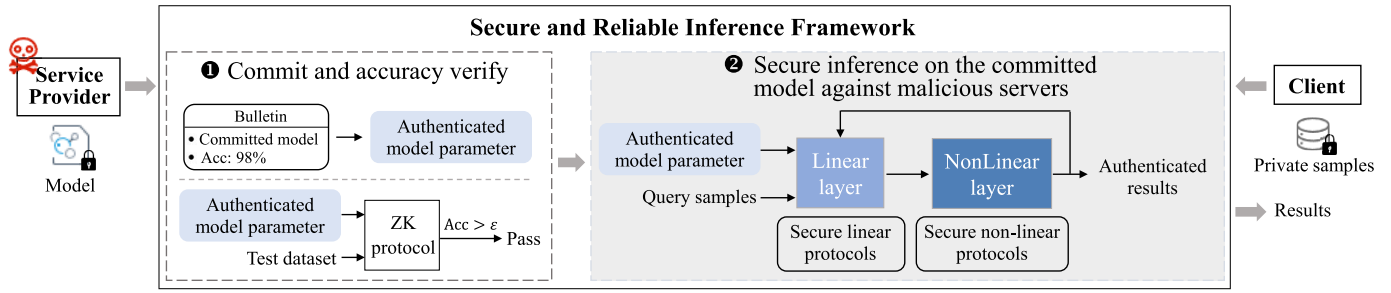 Secure and Reliable Inference Framework
Service
Provider
Model
❶ Commit and accuracy verify
Bulletin
• Committed model
• Acc: 98%
Authenticated
model parameter
Authenticated
model parameter
Test dataset
ZK
protocol
Acc > ε
Pass
❷ Secure inference on the committed
model against malicious servers
Authenticated
model parameter
Query samples
Linear
layer
NonLinear
layer
Authenticated
results
Secure linear
protocols
Secure non-linear
protocols
Client
Private samples
Results